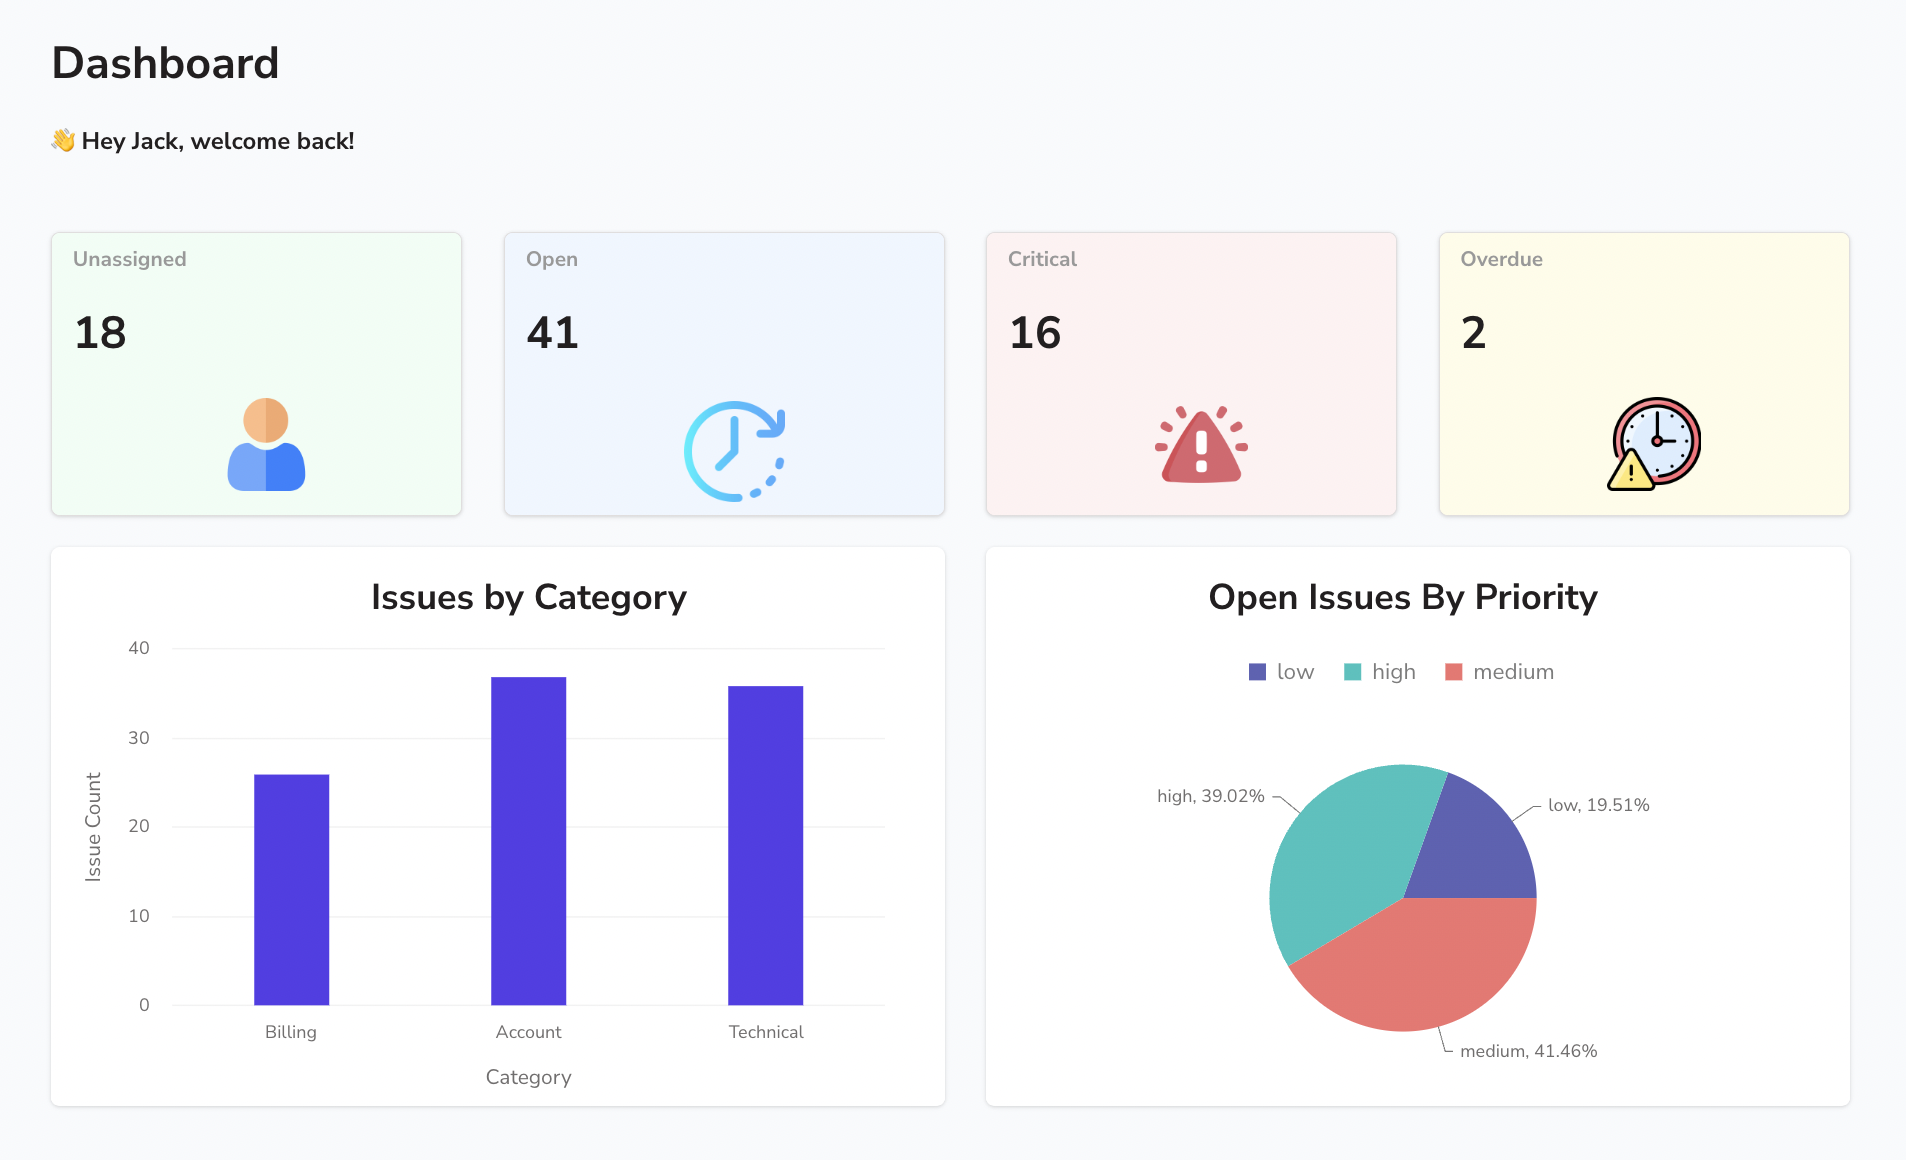 Dashboard
👋 Hey Jack, welcome back!
Unassigned
18
Open
41
Critical
16
Overdue
2
Issues by Category
40
30
20
10
0
Issue Count
Billing
Account
Technical
Category
Open Issues By Priority
low
high
medium
high, 39.02%
low, 19.51%
medium, 41.46%